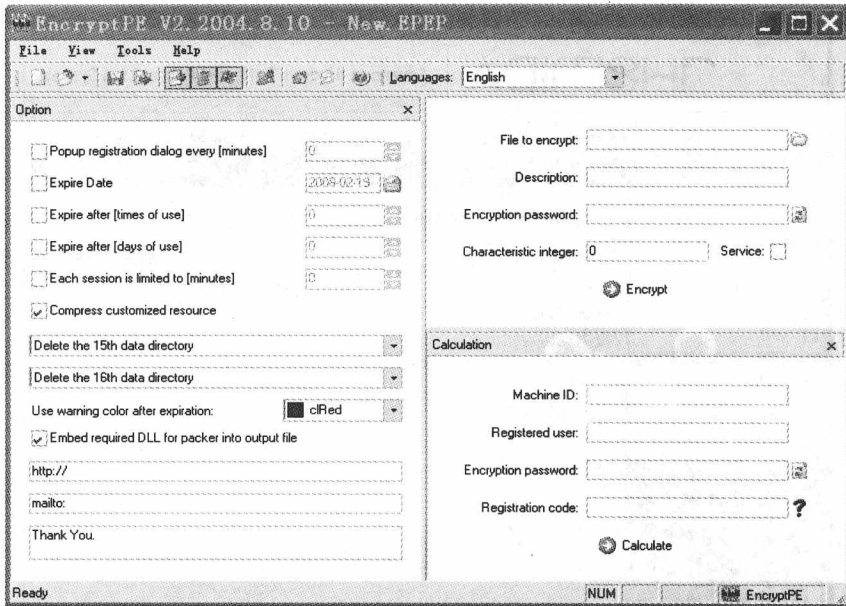 EncryptPE V2.2004.8.10 - New.EPEP
File View Tools Help
Languages: English
Option
Popup registration dialog every [minutes] 0
Expire Date 2008-02-19
Expire after [times of use] 0
Expire after [days of use] 0
Each session is limited to [minutes] 0
Compress customized resource
Delete the 15th data directory
Delete the 16th data directory
Use warning color after expiration: clRed
Embed required DLL for packer into output file
http://
mailto:
Thank You.
File to encrypt:
Description:
Encryption password:
Characteristic integer: 0 Service:
Encrypt
Calculation
Machine ID:
Registered user:
Encryption password:
Registration code: ?
Calculate
Ready NUM EncryptPE